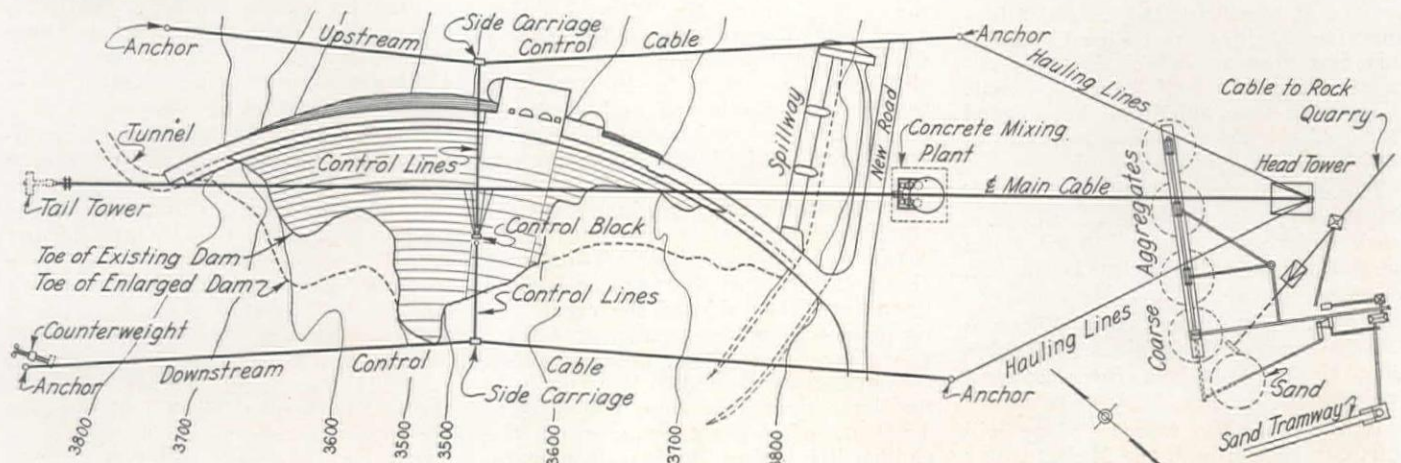 Anchor
Upstream
Side Carriage
Control
Cable
Anchor
Hauling Lines
Cable to Rock
Quarry
Tunnel
Control Lines
Spillway
New Road
Concrete Mixing
Plant
Aggregates
Head Tower
Tail Tower
₵ Main Cable
Control Block
Toe of Existing Dam
Toe of Enlarged Dam
Control Lines
Counterweight
Anchor
Downstream
Control
Cable
Side Carriage
Anchor
Hauling Lines
Coarse
Sand
Sand Tramway
3800
3700
3600
3500
3500
3600
3700
3800